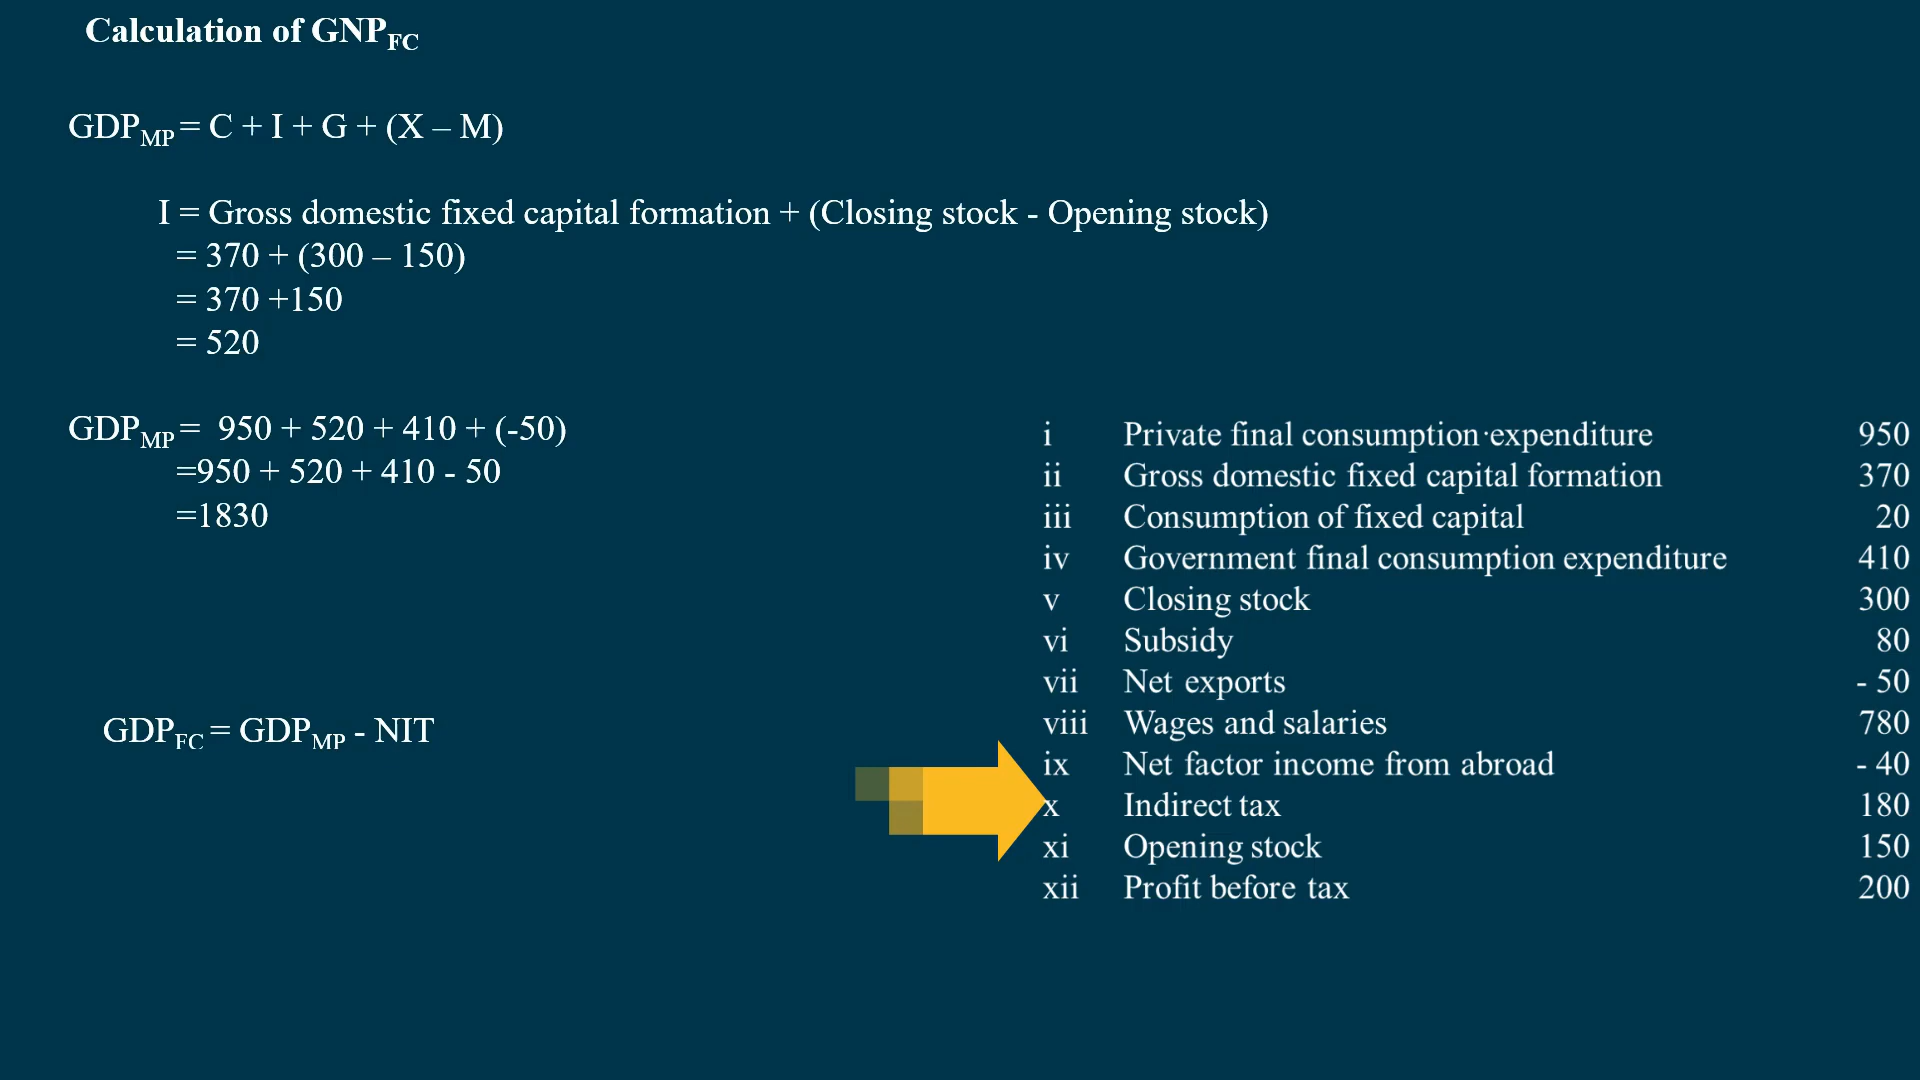 Calculation of GNPFC
GDPMP = C + I + G + (X – M)
I = Gross domestic fixed capital formation + (Closing stock - Opening stock)
= 370 + (300 – 150)
= 370 +150
= 520
GDPMP = 950 + 520 + 410 + (-50)
=950 + 520 + 410 - 50
=1830
GDPFC = GDPMP - NIT
i Private final consumption·expenditure 950
ii Gross domestic fixed capital formation 370
iii Consumption of fixed capital 20
iv Government final consumption expenditure 410
v Closing stock 300
vi Subsidy 80
vii Net exports - 50
viii Wages and salaries 780
ix Net factor income from abroad - 40
x Indirect tax 180
xi Opening stock 150
xii Profit before tax 200